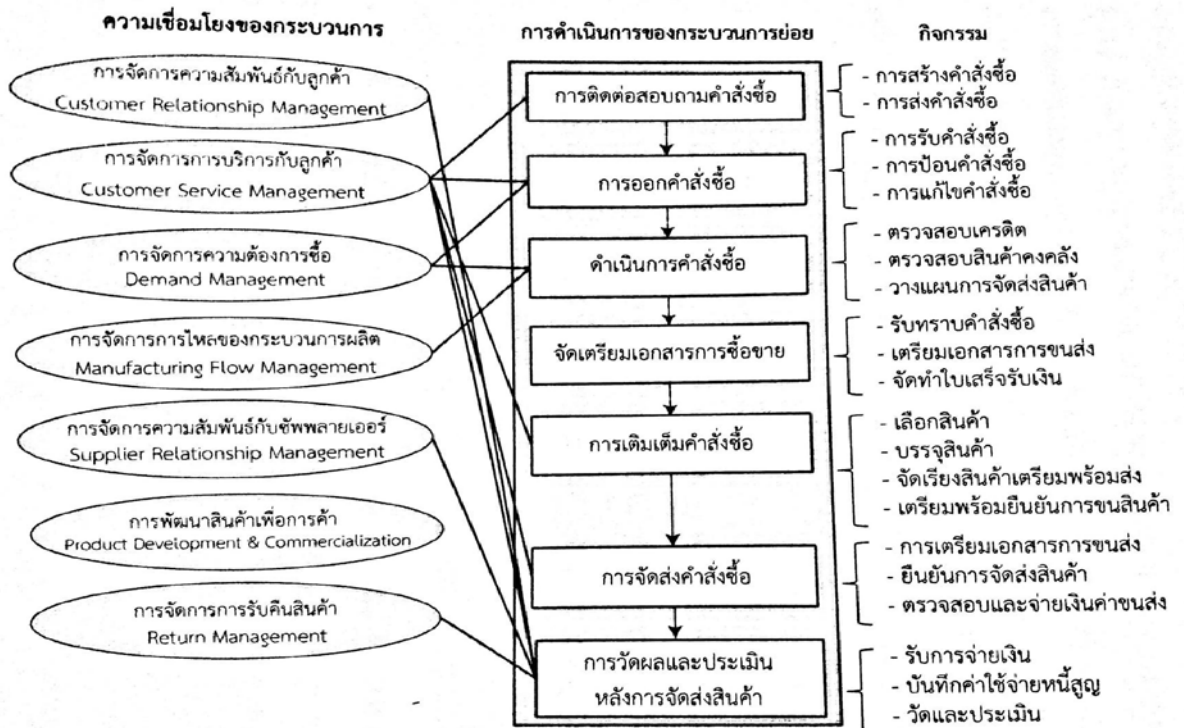 ความเชื่อมโยงของกระบวนการ
การจัดการความสัมพันธ์กับลูกค้า
Customer Relationship Management
การจัดการการบริการกับลูกค้า
Customer Service Management
การจัดการความต้องการซื้อ
Demand Management
การจัดการการไหลของกระบวนการผลิต
Manufacturing Flow Management
การจัดการความสัมพันธ์กับซัพพลายเออร์
Supplier Relationship Management
การพัฒนาสินค้าเพื่อการค้า
Product Development & Commercialization
การจัดการการรับคืนสินค้า
Return Management
การดำเนินการของกระบวนการย่อย
การติดต่อสอบถามคำสั่งซื้อ
การออกคำสั่งซื้อ
ดำเนินการคำสั่งซื้อ
จัดเตรียมเอกสารการซื้อขาย
การเติมเต็มคำสั่งซื้อ
การจัดส่งคำสั่งซื้อ
การวัดผลและประเมิน
หลังการจัดส่งสินค้า
กิจกรรม
- การสร้างคำสั่งซื้อ
- การส่งคำสั่งซื้อ
- การรับคำสั่งซื้อ
- การป้อนคำสั่งซื้อ
- การแก้ไขคำสั่งซื้อ
- ตรวจสอบเครดิต
- ตรวจสอบสินค้าคงคลัง
- วางแผนการจัดส่งสินค้า
- รับทราบคำสั่งซื้อ
- เตรียมเอกสารการขนส่ง
- จัดทำใบเสร็จรับเงิน
- เลือกสินค้า
- บรรจุสินค้า
- จัดเรียงสินค้าเตรียมพร้อมส่ง
- เตรียมพร้อมยืนยันการขนสินค้า
- การเตรียมเอกสารการขนส่ง
- ยืนยันการจัดส่งสินค้า
- ตรวจสอบและจ่ายเงินค่าขนส่ง
- รับการจ่ายเงิน
- บันทึกค่าใช้จ่ายหนี้สูญ
- วัดและประเมิน